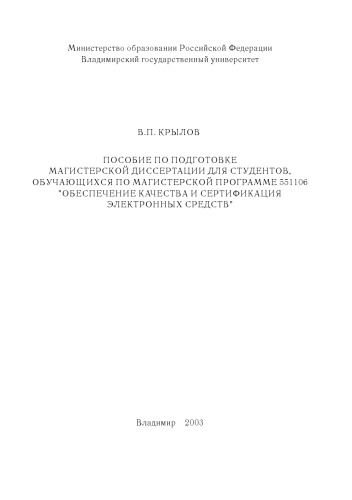 Министерство образования Российской Федерации
Владимирский государственный университет
В.П. КРЫЛОВ
ПОСОБИЕ ПО ПОДГОТОВКЕ
МАГИСТЕРСКОЙ ДИССЕРТАЦИИ ДЛЯ СТУДЕНТОВ,
ОБУЧАЮЩИХСЯ ПО МАГИСТЕРСКОЙ ПРОГРАММЕ 551106
"ОБЕСПЕЧЕНИЕ КАЧЕСТВА И СЕРТИФИКАЦИЯ
ЭЛЕКТРОННЫХ СРЕДСТВ"
Владимир 2003